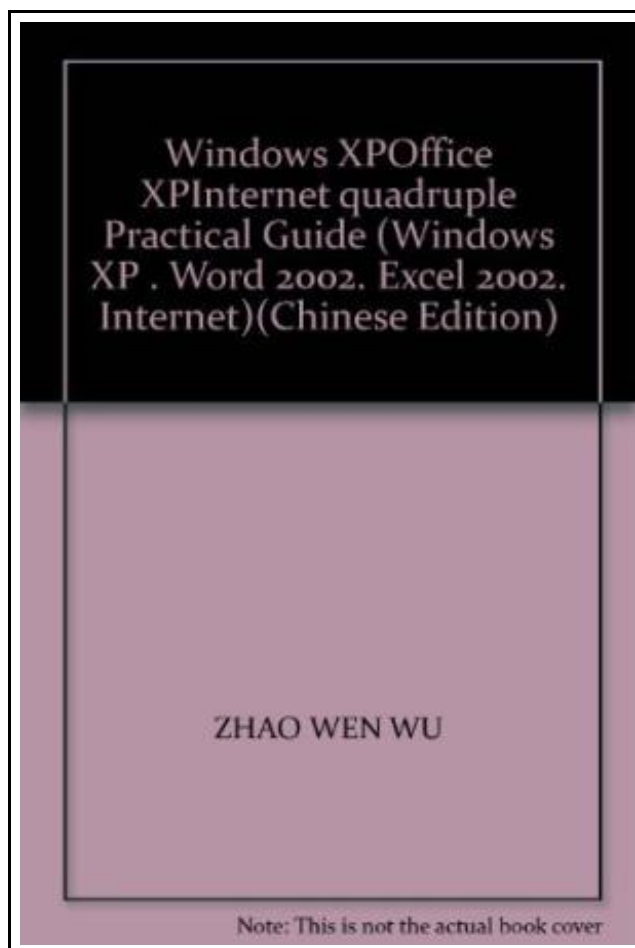 Windows XPOffice
XPInternet quadruple
Practical Guide (Windows
XP . Word 2002. Excel 2002.
Internet)(Chinese Edition)
ZHAO WEN WU
Note: This is not the actual book cover